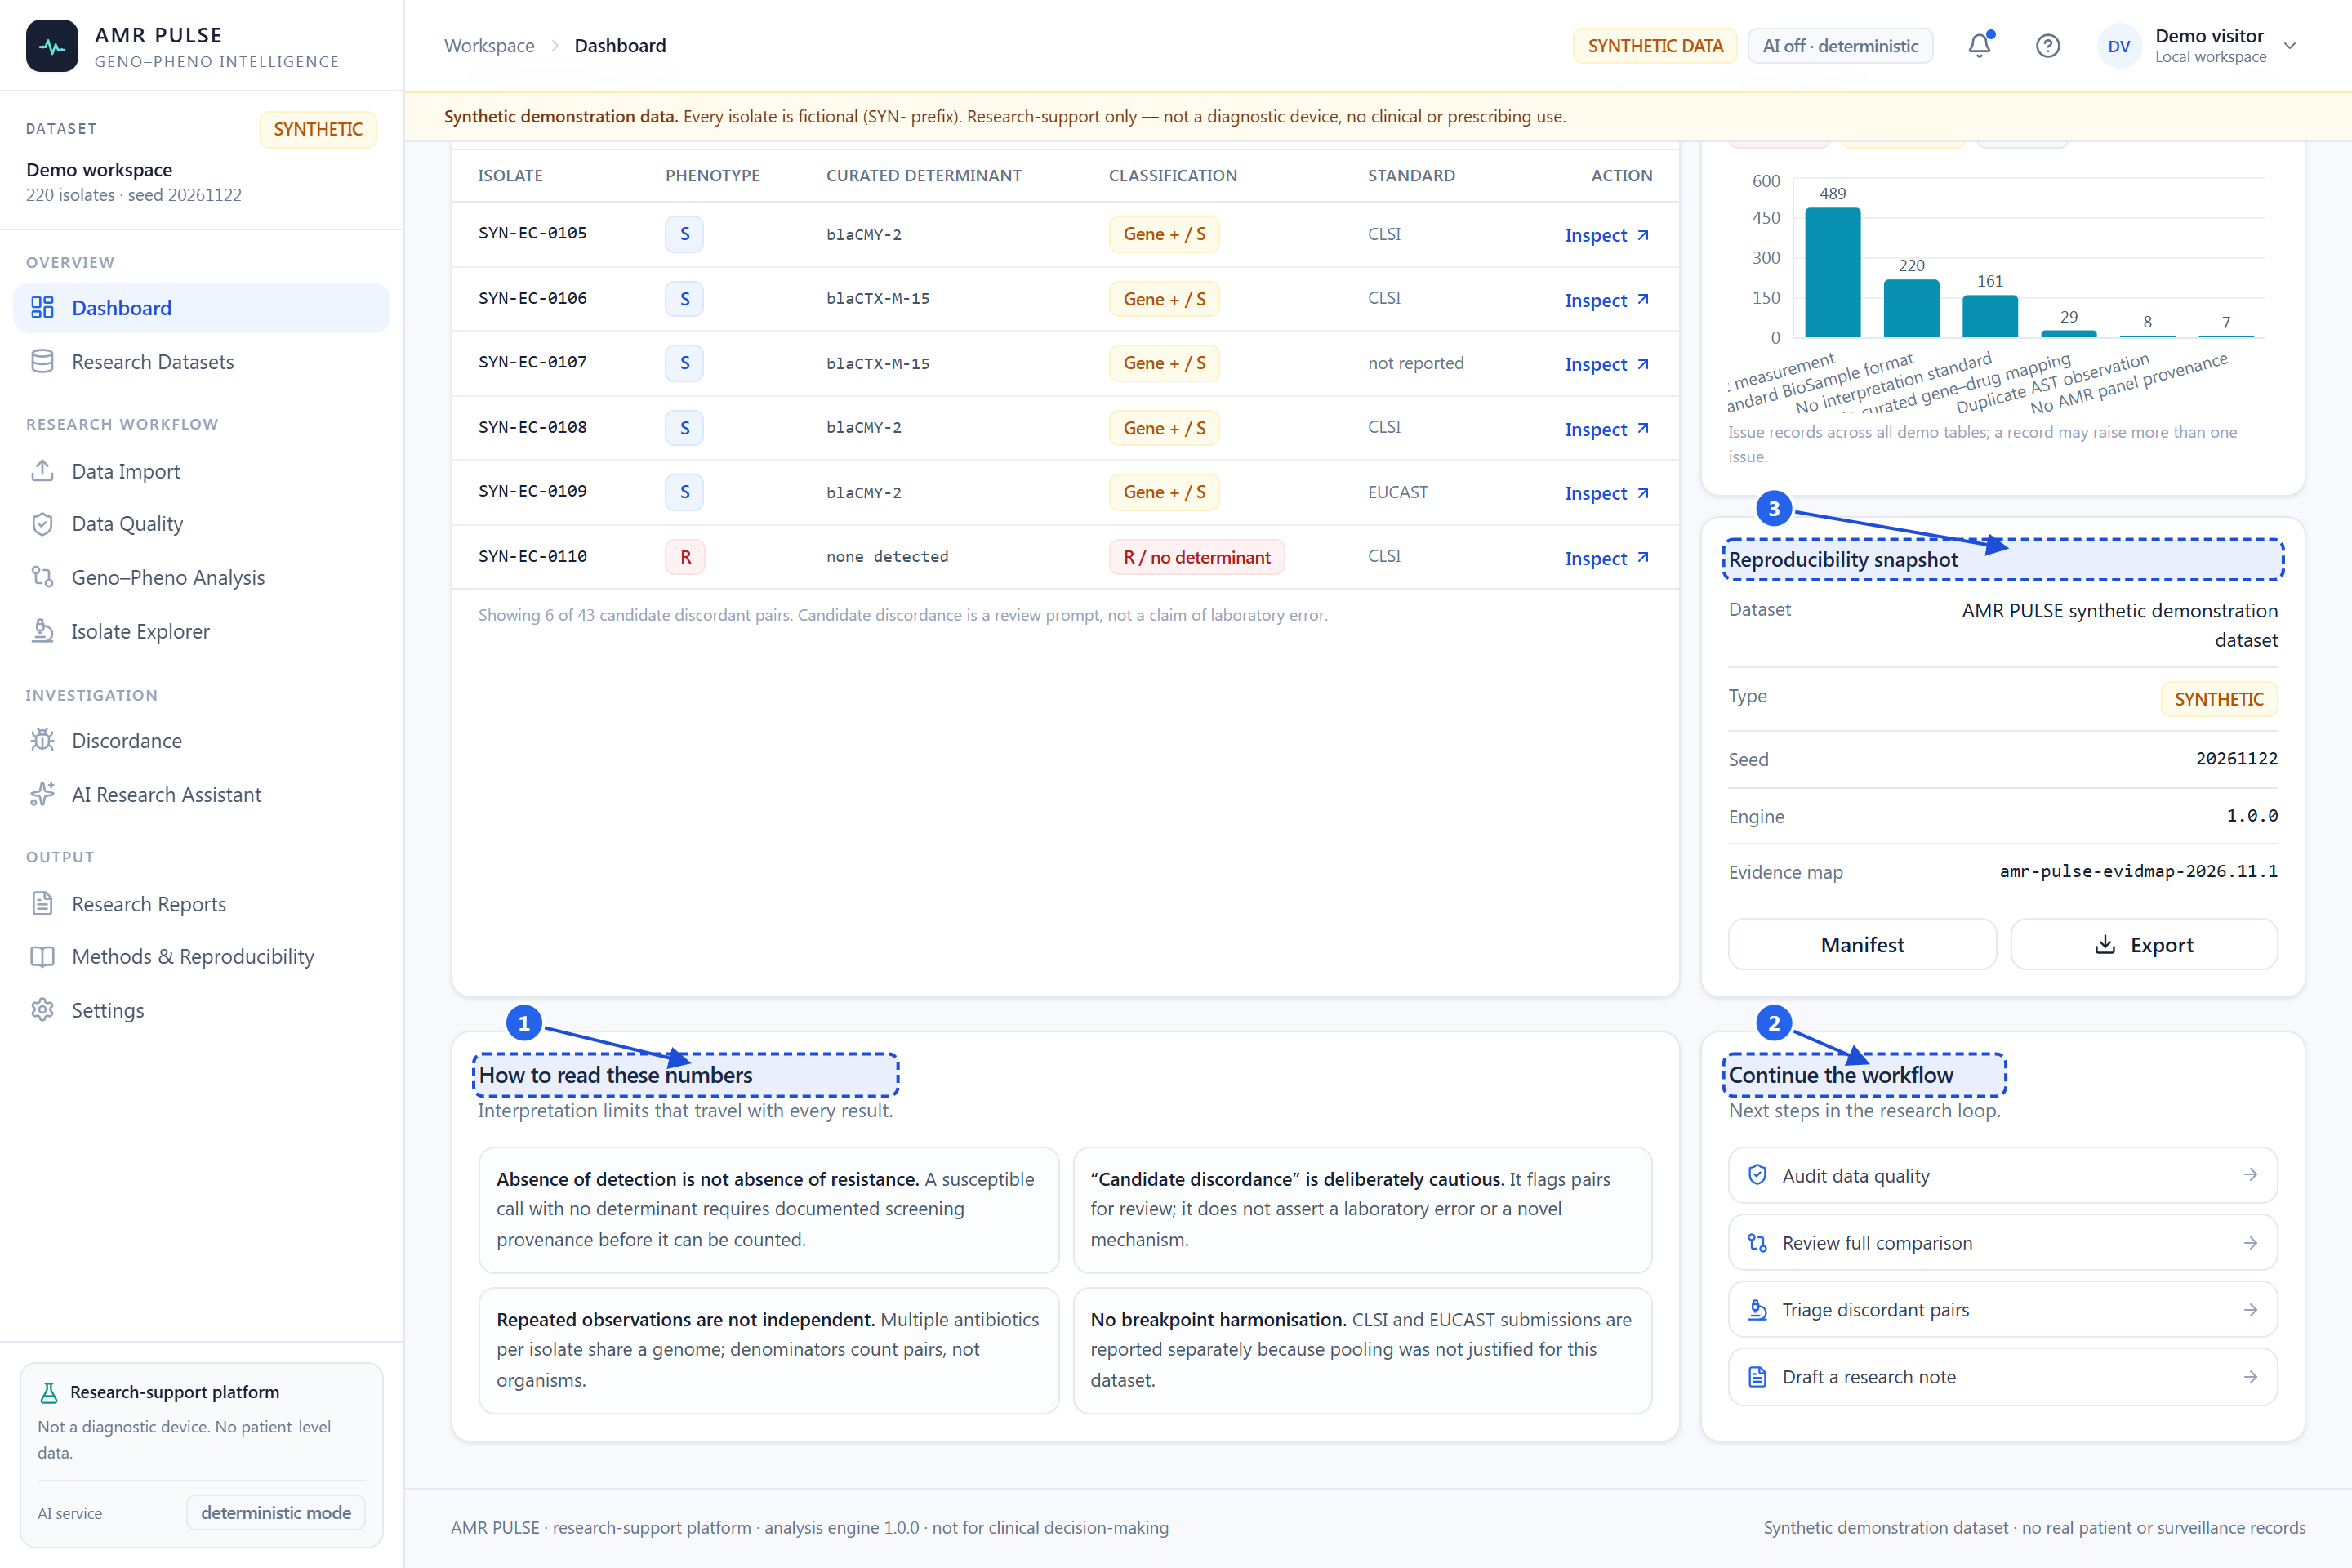 AMR PULSE
GENO–PHENO INTELLIGENCE
DATASET
SYNTHETIC
Demo workspace
220 isolates · seed 20261122
OVERVIEW
Dashboard
Research Datasets
RESEARCH WORKFLOW
Data Import
Data Quality
Geno–Pheno Analysis
Isolate Explorer
INVESTIGATION
Discordance
AI Research Assistant
OUTPUT
Research Reports
Methods & Reproducibility
Settings
Research-support platform
Not a diagnostic device. No patient-level
data.
AI service
deterministic mode
Workspace > Dashboard
SYNTHETIC DATA
AI off · deterministic
DV
Demo visitor
Local workspace
Synthetic demonstration data. Every isolate is fictional (SYN- prefix). Research-support only — not a diagnostic device, no clinical or prescribing use.
ISOLATE PHENOTYPE CURATED DETERMINANT CLASSIFICATION STANDARD ACTION
SYN-EC-0105 S blaCMY-2 Gene + / S CLSI Inspect
SYN-EC-0106 S blaCTX-M-15 Gene + / S CLSI Inspect
SYN-EC-0107 S blaCTX-M-15 Gene + / S not reported Inspect
SYN-EC-0108 S blaCMY-2 Gene + / S CLSI Inspect
SYN-EC-0109 S blaCMY-2 Gene + / S EUCAST Inspect
SYN-EC-0110 R none detected R / no determinant CLSI Inspect
Showing 6 of 43 candidate discordant pairs. Candidate discordance is a review prompt, not a claim of laboratory error.
600
450
300
150
0
489
220
161
29
8
7
measurement
BioSample format
No interpretation standard
gene–drug mapping
Duplicate AST observation
No AMR panel provenance
Issue records across all demo tables; a record may raise more than one
issue.
3
Reproducibility snapshot
Dataset AMR PULSE synthetic demonstration
dataset
Type SYNTHETIC
Seed 20261122
Engine 1.0.0
Evidence map amr-pulse-evidmap-2026.11.1
Manifest
Export
1
How to read these numbers
Interpretation limits that travel with every result.
Absence of detection is not absence of resistance. A susceptible
call with no determinant requires documented screening
provenance before it can be counted.
“Candidate discordance” is deliberately cautious. It flags pairs
for review; it does not assert a laboratory error or a novel
mechanism.
Repeated observations are not independent. Multiple antibiotics
per isolate share a genome; denominators count pairs, not
organisms.
No breakpoint harmonisation. CLSI and EUCAST submissions are
reported separately because pooling was not justified for this
dataset.
2
Continue the workflow
Next steps in the research loop.
Audit data quality
Review full comparison
Triage discordant pairs
Draft a research note
AMR PULSE · research-support platform · analysis engine 1.0.0 · not for clinical decision-making
Synthetic demonstration dataset · no real patient or surveillance records